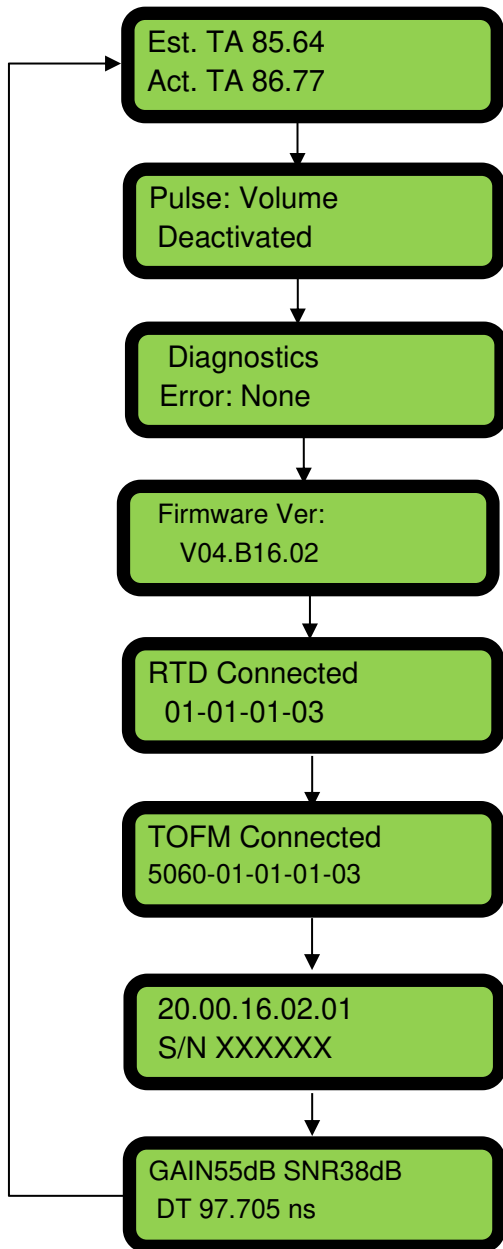 Est. TA 85.64
Act. TA 86.77
Pulse: Volume
Deactivated
Diagnostics
Error: None
Firmware Ver:
V04.B16.02
RTD Connected
01-01-01-03
TOFM Connected
5060-01-01-01-03
20.00.16.02.01
S/N XXXXXX
GAIN55dB SNR38dB
DT 97.705 ns